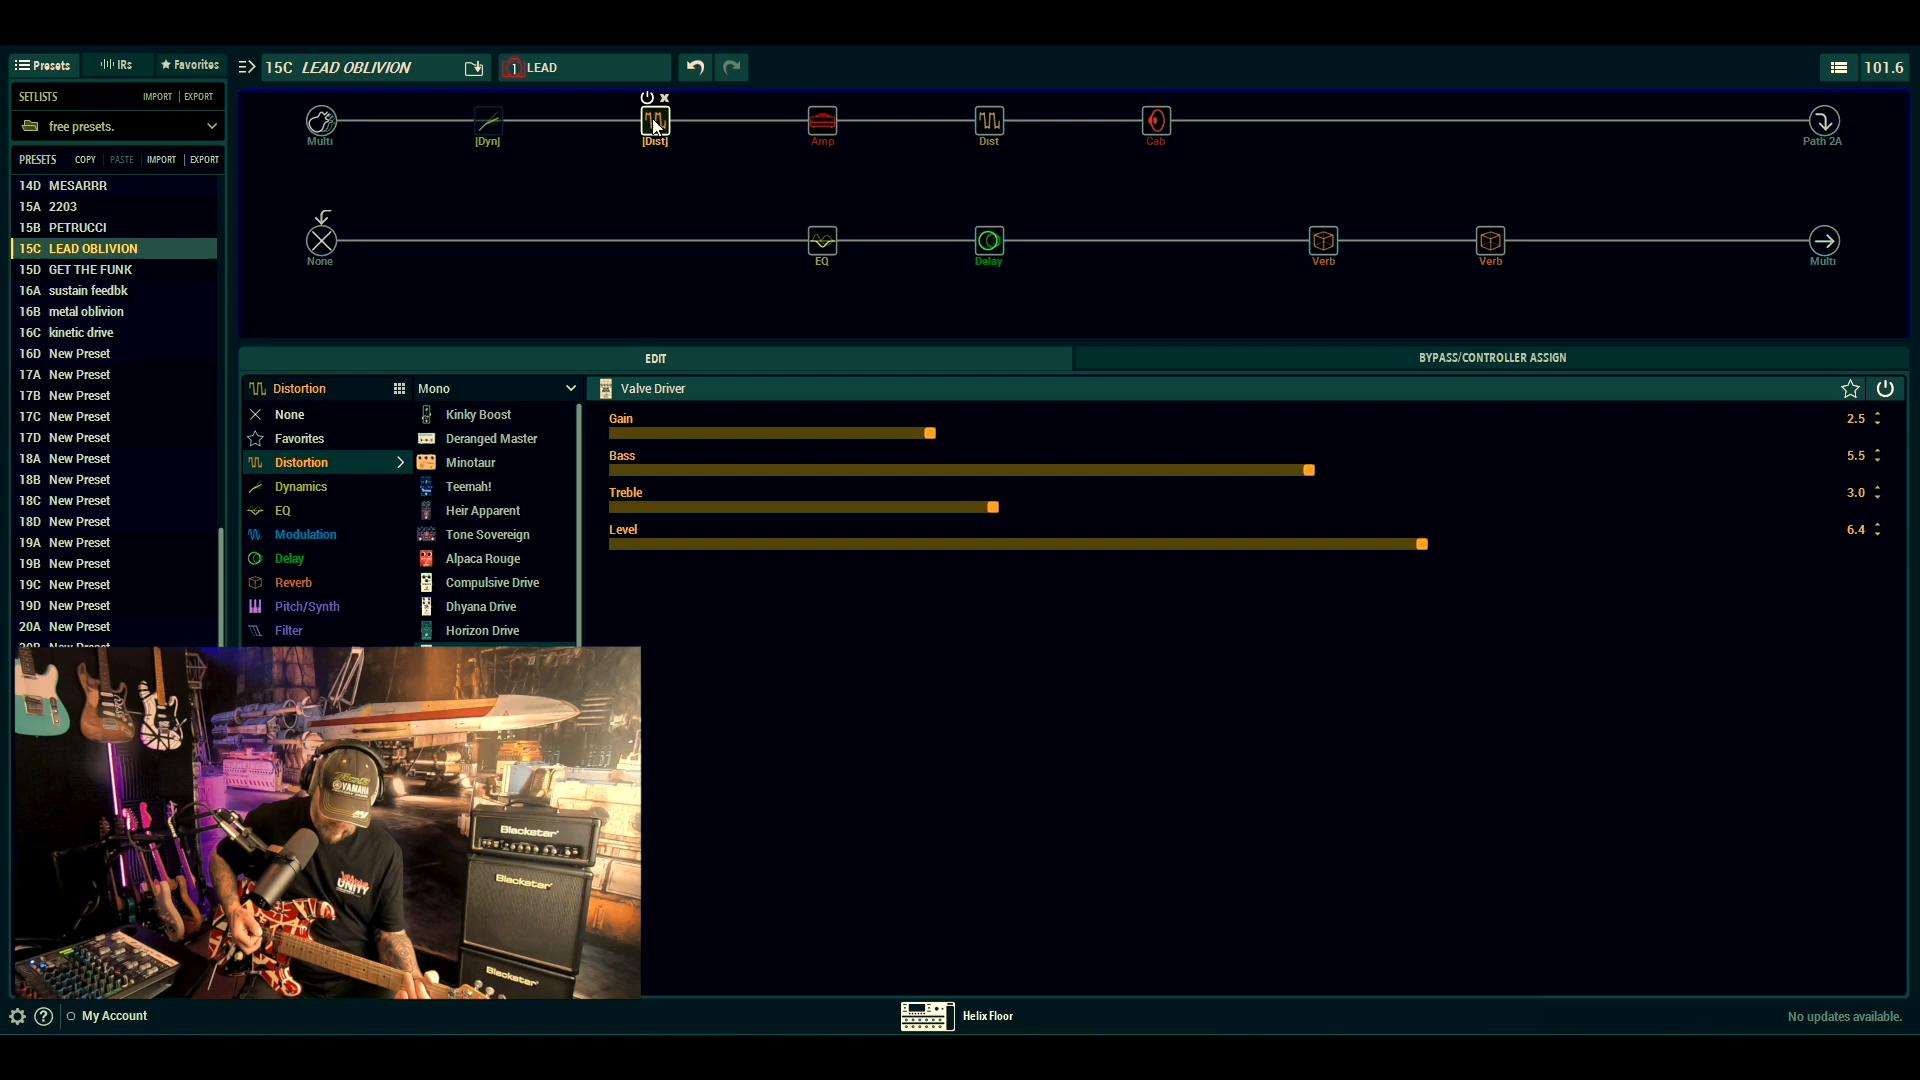 Presets IRs Favorites 15C LEAD OBLIVION 1 LEAD 101.6
SETLISTS IMPORT EXPORT
free presets.
PRESETS COPY PASTE IMPORT EXPORT
14D MESARRR
15A 2203
15B PETRUCCI
15C LEAD OBLIVION
15D GET THE FUNK
16A sustain feedbk
16B metal oblivion
16C kinetic drive
16D New Preset
17A New Preset
17B New Preset
17C New Preset
17D New Preset
18A New Preset
18B New Preset
18C New Preset
18D New Preset
19A New Preset
19B New Preset
19C New Preset
19D New Preset
20A New Preset
20B New Preset
X
Multi [Dyn] [Dist] Amp Dist Cab Path 2A
None EQ Delay Verb Verb Multi
EDIT BYPASS/CONTROLLER ASSIGN
Distortion Mono Valve Driver
None
Favorites
Distortion
Dynamics
EQ
Modulation
Delay
Reverb
Pitch/Synth
Filter
Kinky Boost
Deranged Master
Minotaur
Teemah!
Heir Apparent
Tone Sovereign
Alpaca Rouge
Compulsive Drive
Dhyana Drive
Horizon Drive
Gain 2.5
Bass 5.5
Treble 3.0
Level 6.4
YAMAHA
UNITY
Blackstar
Blackstar
Blackstar
My Account Helix Floor No updates available.